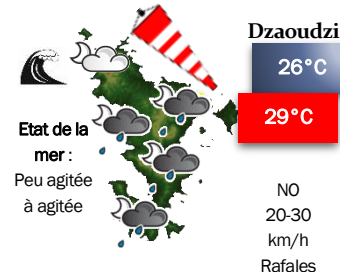 Dzaoudzi
26°C
29°C
Etat de la
mer :
Peu agitée
à agitée
NO
20-30
km/h
Rafales